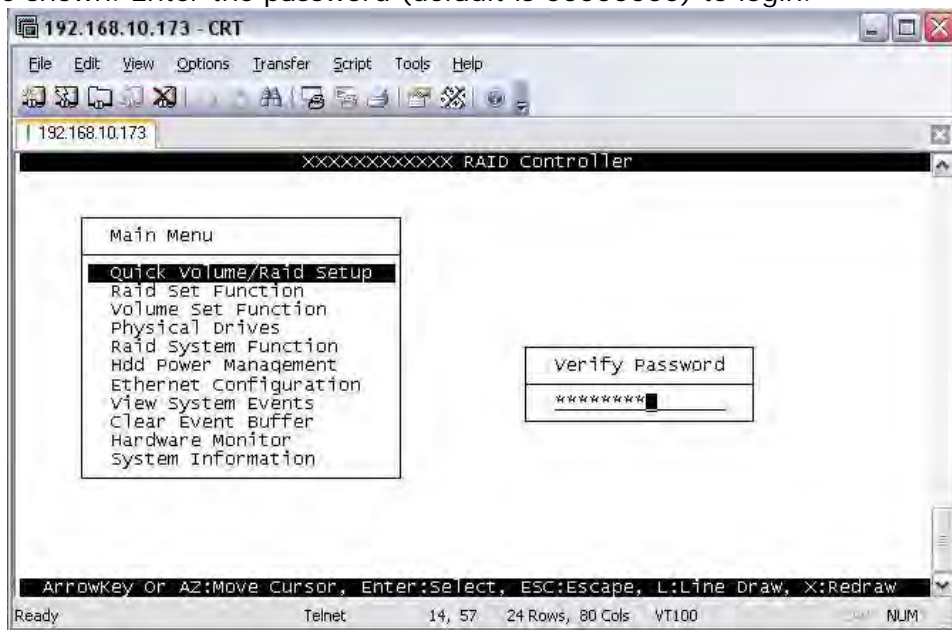 192.168.10.173 - CRT
File Edit View Options Transfer Script Tools Help
192.168.10.173
XXXXXXXXXXXX RAID Controller
Main Menu
Quick Volume/Raid Setup
Raid Set Function
Volume Set Function
Physical Drives
Raid System Function
Hdd Power Management
Ethernet Configuration
View System Events
Clear Event Buffer
Hardware Monitor
System Information
Verify Password
********
ArrowKey Or AZ:Move Cursor, Enter:Select, ESC:Escape, L:Line Draw, X:Redraw
Ready Telnet 14, 57 24 Rows, 80 Cols VT100 NUM